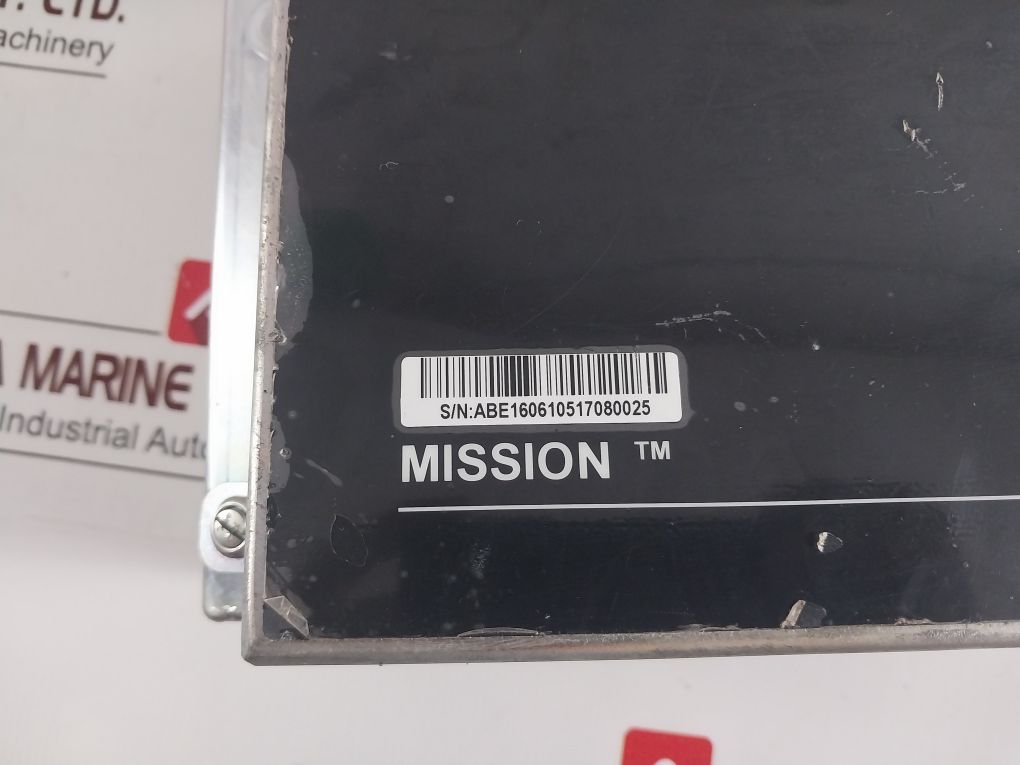 T. LTD.
achinery
A MARINE
Industrial Auto
S/N:ABE160610517080025
MISSION ™